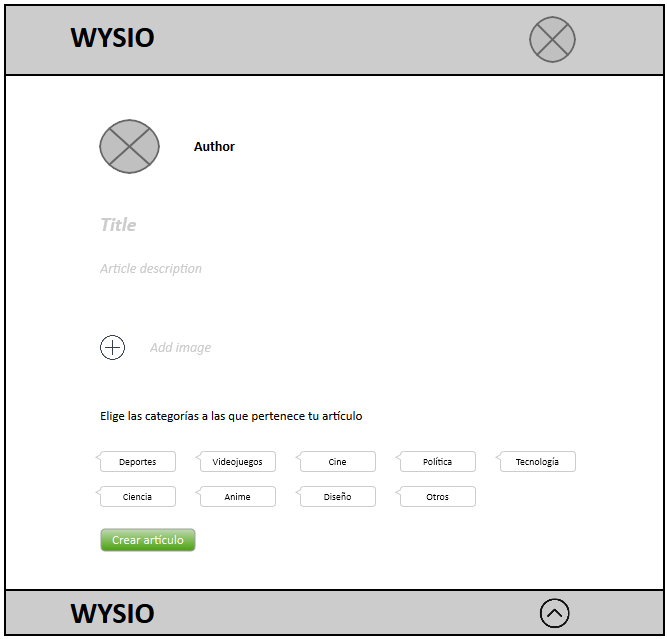 WYSIO
Author
Title
Article description
Add image
Elige las categorías a las que pertenece tu artículo
Deportes Videojuegos Cine Política Tecnología
Ciencia Anime Diseño Otros
Crear artículo
WYSIO